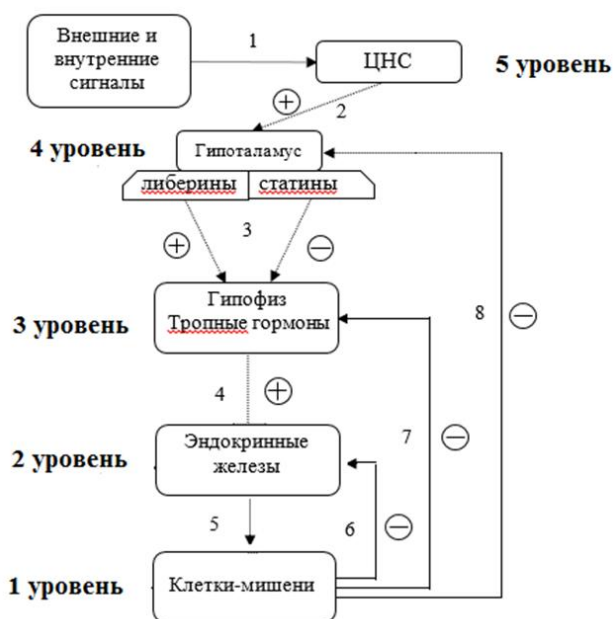 Внешние и
внутренние
сигналы
1
ЦНС
5 уровень
+
2
4 уровень
Гипоталамус
либерины
статины
+
3
−
Гипофиз
Тропные гормоны
3 уровень
8
−
4
+
7
−
Эндокринные
железы
2 уровень
5
6
−
Клетки-мишени
1 уровень